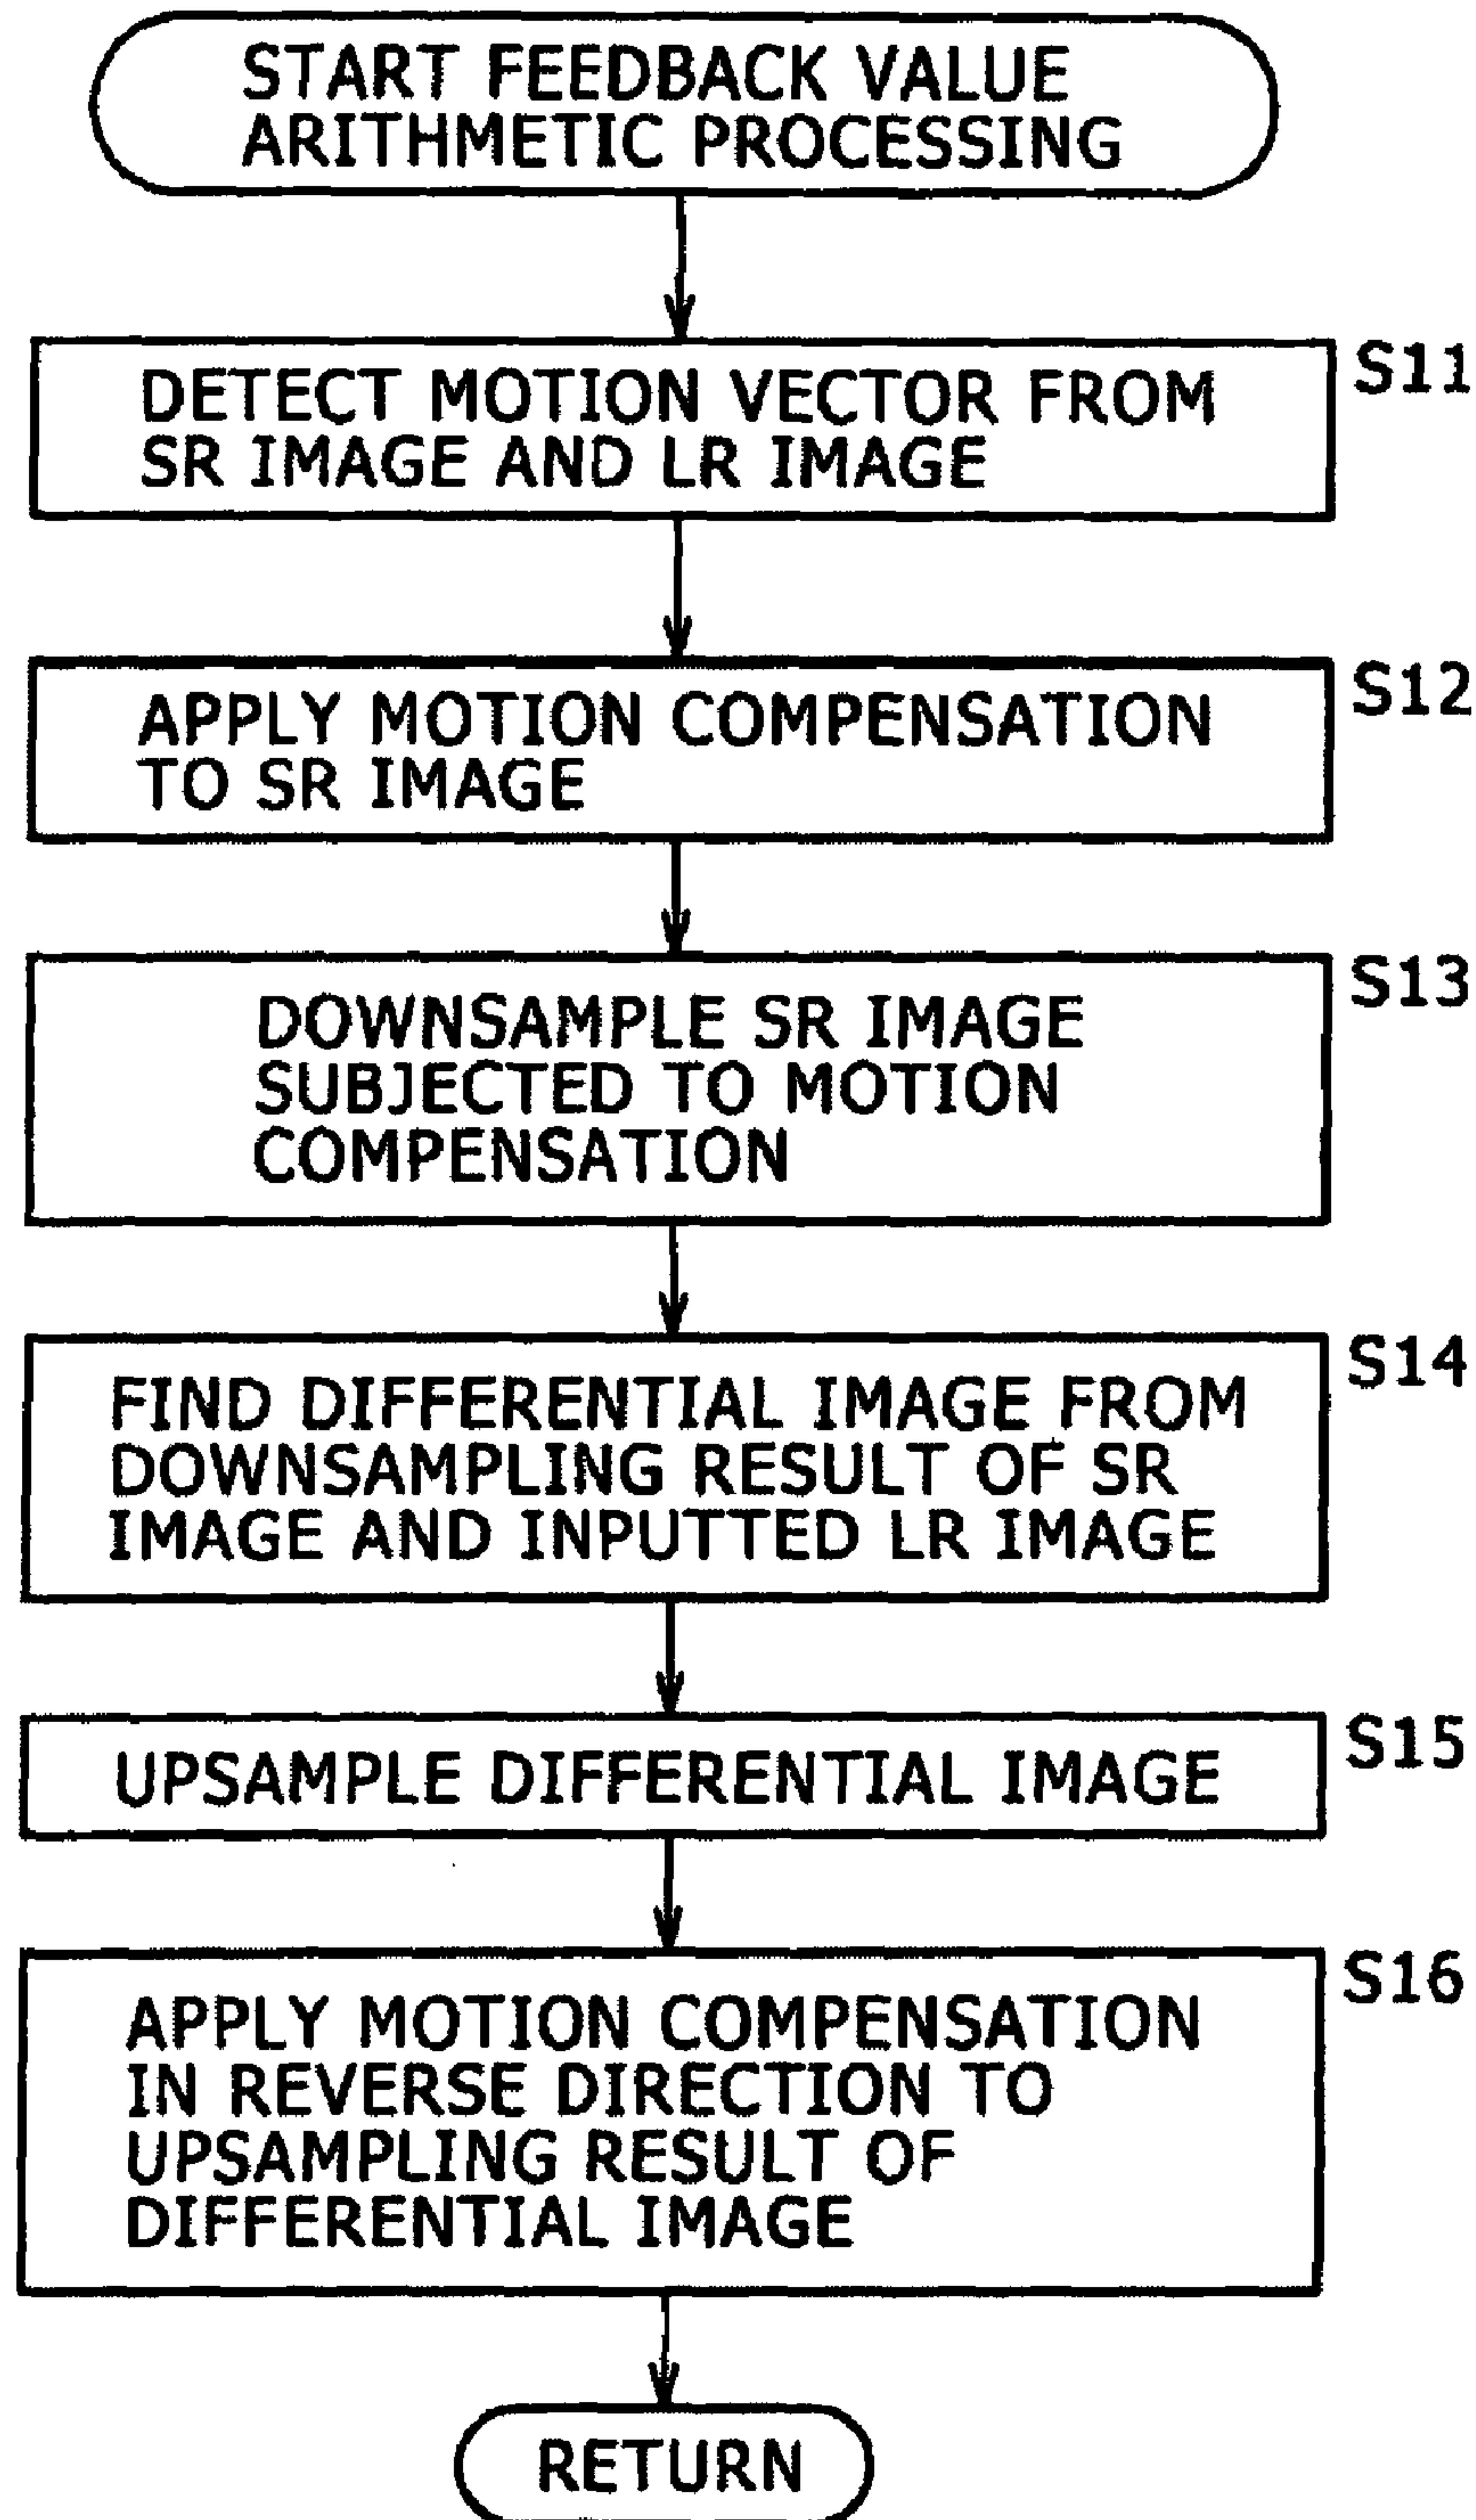 START FEEDBACK VALUE
ARITHMETIC PROCESSING
DETECT MOTION VECTOR FROM
SR IMAGE AND LR IMAGE
S11
APPLY MOTION COMPENSATION
TO SR IMAGE
S12
DOWNSAMPLE SR IMAGE
SUBJECTED TO MOTION
COMPENSATION
S13
FIND DIFFERENTIAL IMAGE FROM
DOWNSAMPLING RESULT OF SR
IMAGE AND INPUTTED LR IMAGE
S14
UPSAMPLE DIFFERENTIAL IMAGE
S15
APPLY MOTION COMPENSATION
IN REVERSE DIRECTION TO
UPSAMPLING RESULT OF
DIFFERENTIAL IMAGE
S16
RETURN